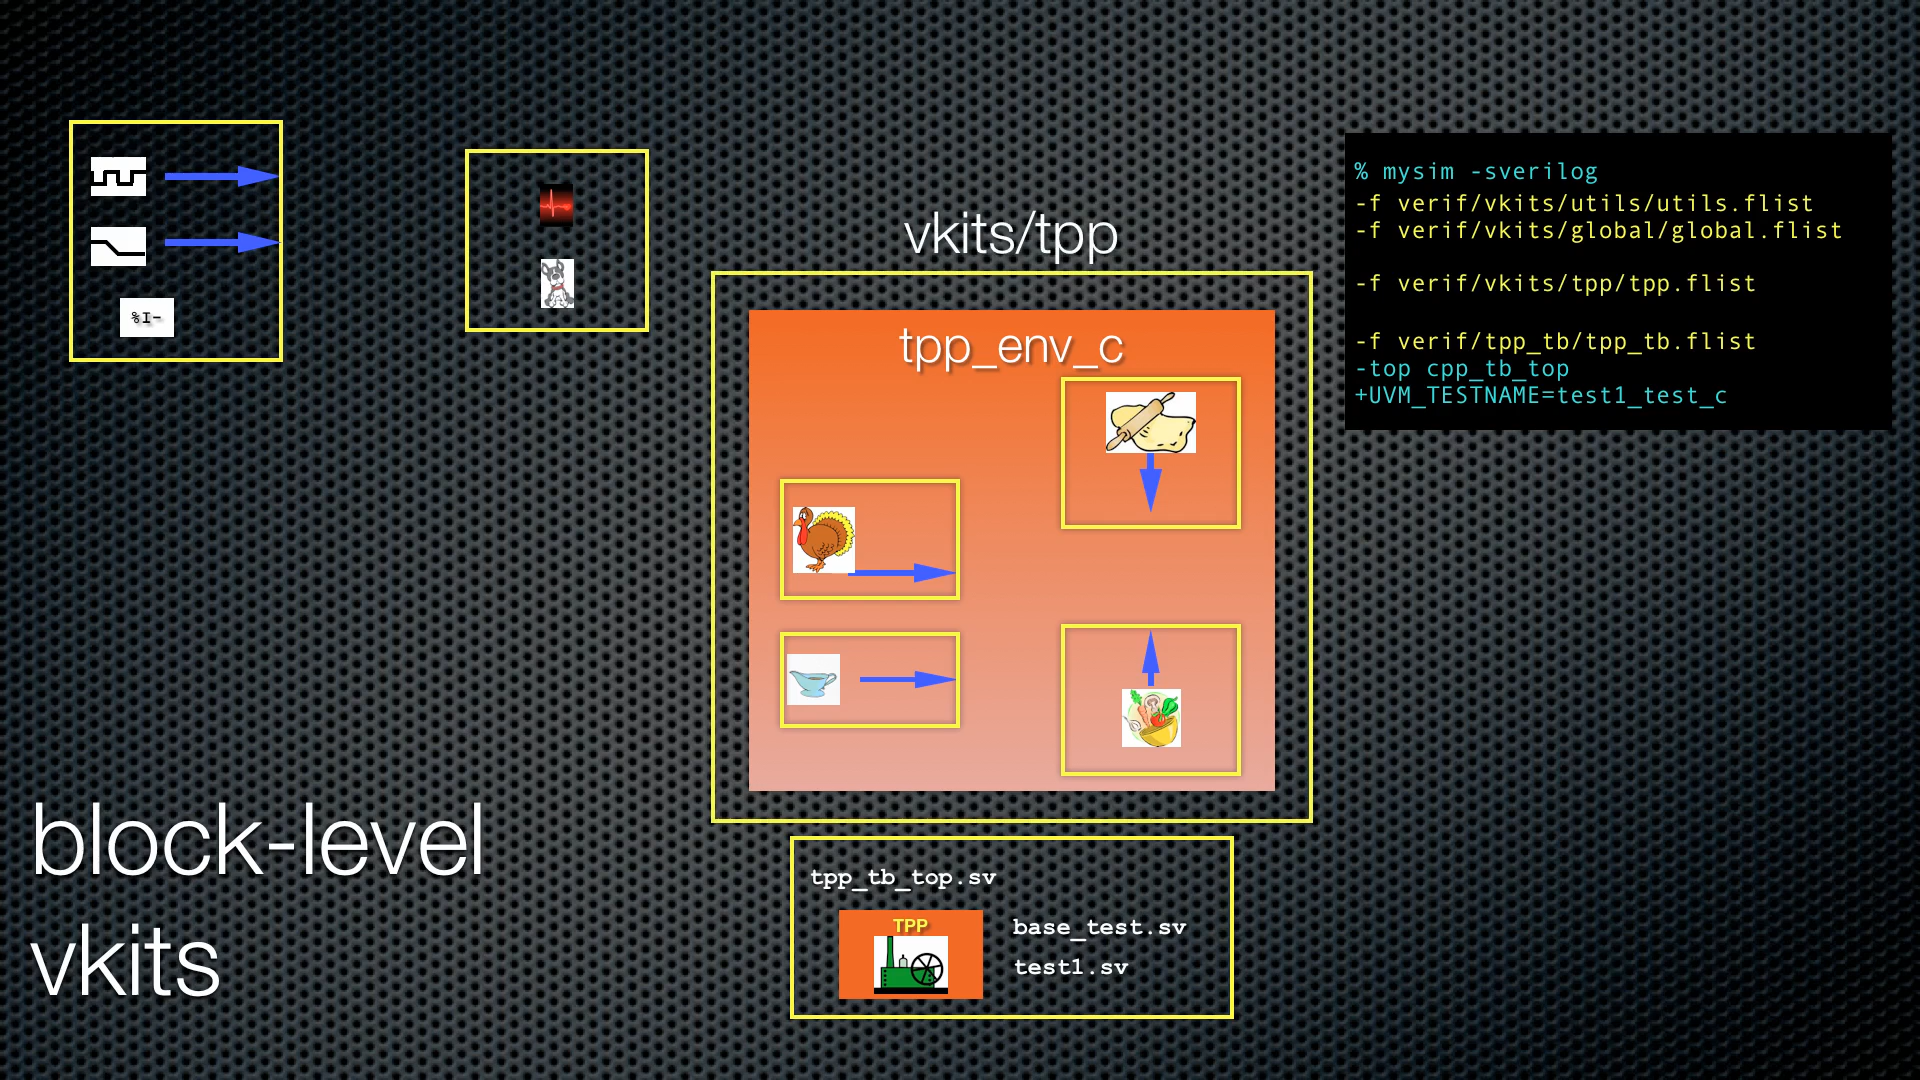 %I-
vkits/tpp
tpp_env_c
% mysim -sverilog
-f verif/vkits/utils/utils.flist
-f verif/vkits/global/global.flist
-f verif/vkits/tpp/tpp.flist
-f verif/tpp_tb/tpp_tb.flist
-top cpp_tb_top
+UVM_TESTNAME=test1_test_c
block-level
vkits
tpp_tb_top.sv
TPP
base_test.sv
test1.sv